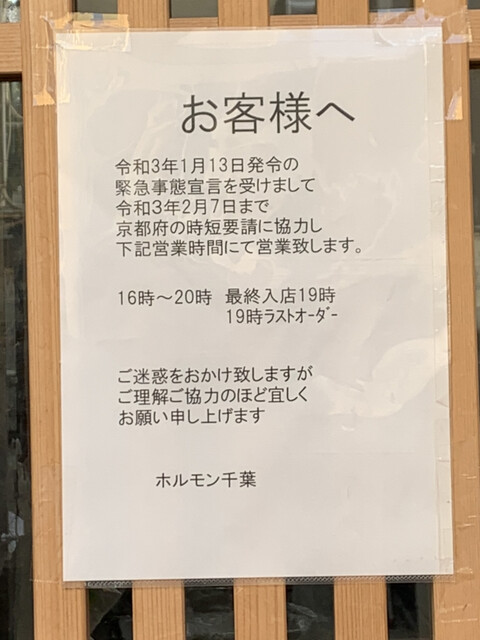 お客様へ
令和3年1月13日発令の
緊急事態宣言を受けまして
令和3年2月7日まで
京都府の時短要請に協力し
下記営業時間にて営業致します。
16時～20時 最終入店19時
19時ﾗｽﾄｵｰﾀﾞｰ
ご迷惑をおかけ致しますが
ご理解ご協力のほど宜しく
お願い申し上げます
ホルモン千葉